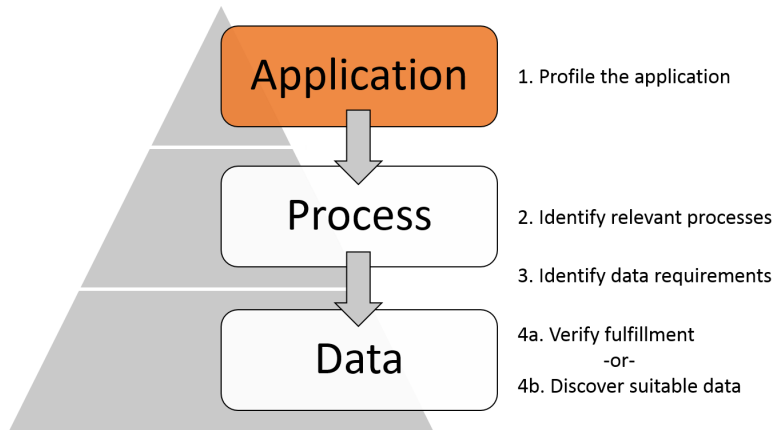 Application
1. Profile the application
Process
2. Identify relevant processes
3. Identify data requirements
Data
4a. Verify fulfillment
-or-
4b. Discover suitable data